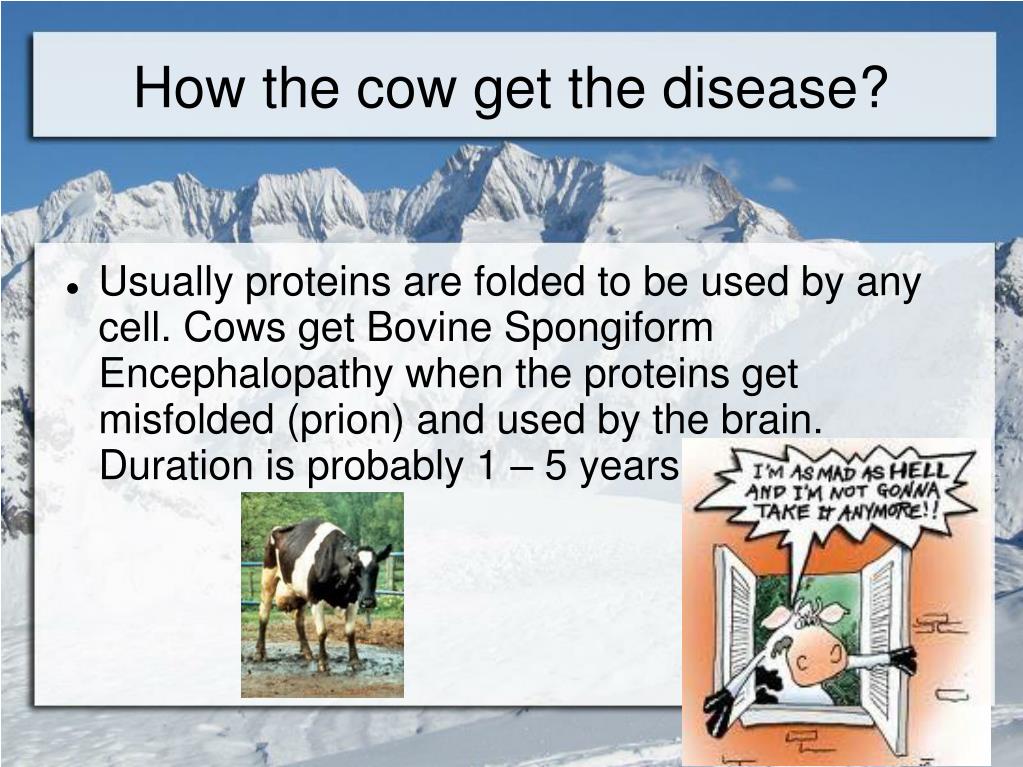 How the cow get the disease?
● Usually proteins are folded to be used by any
cell. Cows get Bovine Spongiform
Encephalopathy when the proteins get
misfolded (prion) and used by the brain.
Duration is probably 1 – 5 years
I'M AS MAD AS HELL
AND I'M NOT GONNA
TAKE IT ANYMORE!!